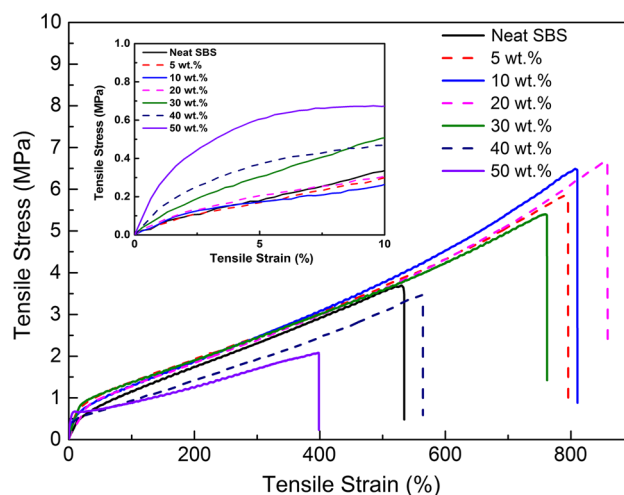 Tensile Stress (MPa)
10
9
8
7
6
5
4
3
2
1
0
0
200
400
600
800
Tensile Strain (%)
Neat SBS
5 wt.%
10 wt.%
20 wt.%
30 wt.%
40 wt.%
50 wt.%
Tensile Stress (MPa)
1.0
0.8
0.6
0.4
0.2
0.0
0
5
10
Tensile Strain (%)
Neat SBS
5 wt.%
10 wt.%
20 wt.%
30 wt.%
40 wt.%
50 wt.%